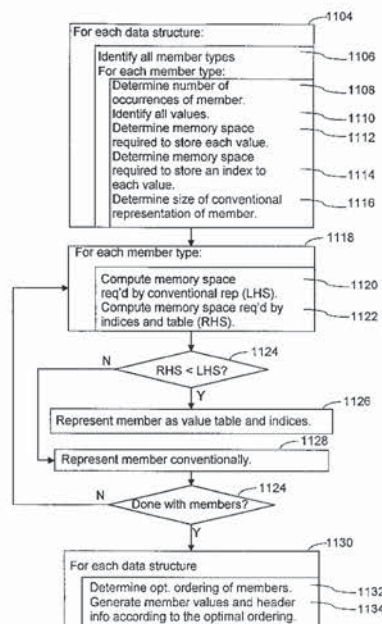 1104
For each data structure:
Identify all member types 1106
For each member type:
Determine number of 1108
occurrences of member.
Identify all values. 1110
Determine memory space 1112
required to store each value.
Determine memory space
required to store an index to 1114
each value.
Determine size of conventional 1116
representation of member.
1118
For each member type:
Compute memory space 1120
req'd by conventional rep (LHS).
Compute memory space req'd by 1122
indices and table (RHS).
1124
N RHS < LHS?
Y
1126
Represent member as value table and indices.
1128
Represent member conventionally.
1124
N Done with members?
Y
1130
For each data structure
Determine opt. ordering of members. 1132
Generate member values and header 1134
info according to the optimal ordering.